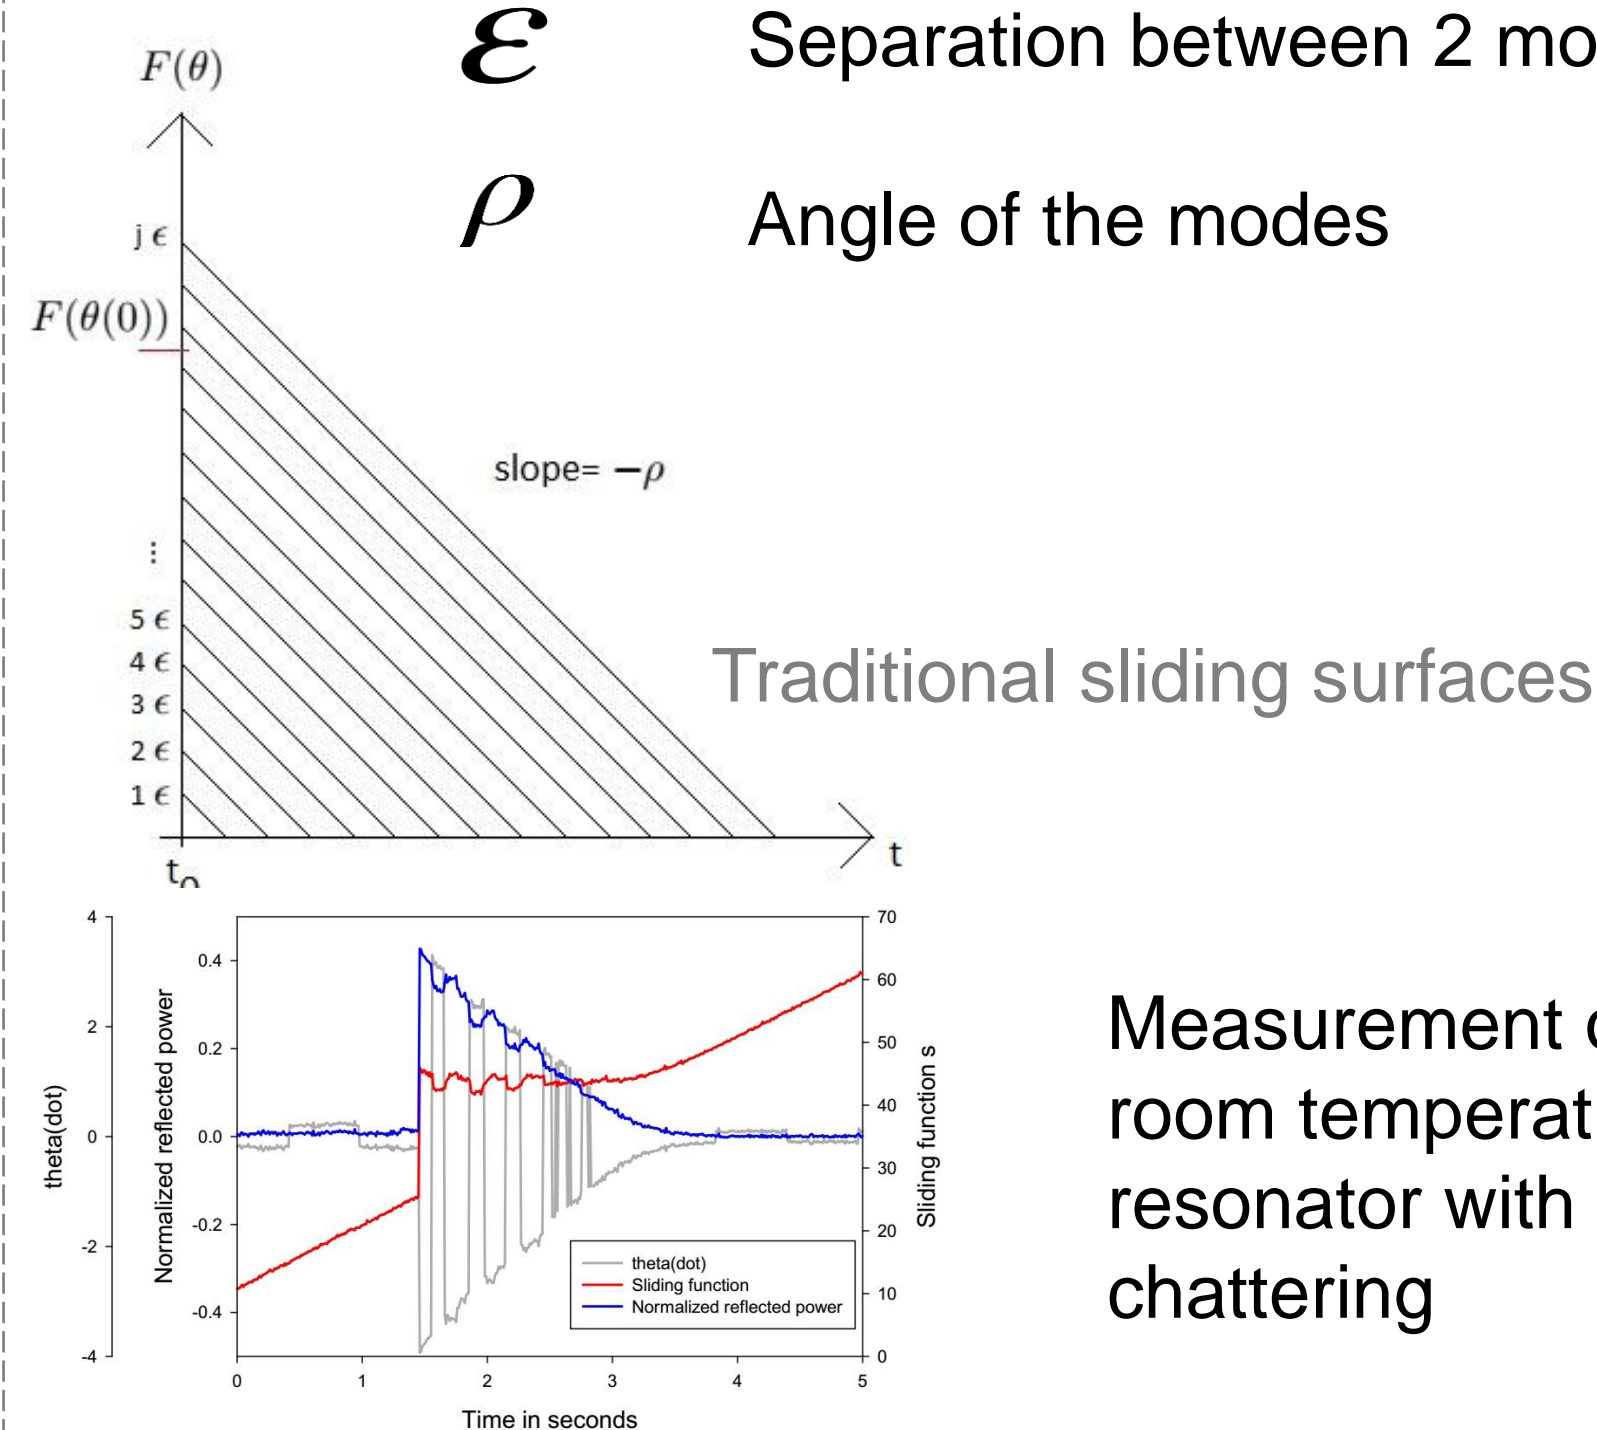 ε Separation between 2
F(θ)
ρ Angle of the modes
j ϵ
F(θ(0))
slope= −ρ
⋮
5 ϵ
4 ϵ
3 ϵ
2 ϵ
1 ϵ
Traditional sliding surfaces
t
t₀
4
2
0
-2
-4
theta(dot)
0.4
0.2
0.0
-0.2
-0.4
Normalized reflected power
70
60
50
40
30
20
10
0
Sliding function s
theta(dot)
Sliding function
Normalized reflected power
0 1 2 3 4 5
Time in seconds
Measurement
room
resonator with
chattering